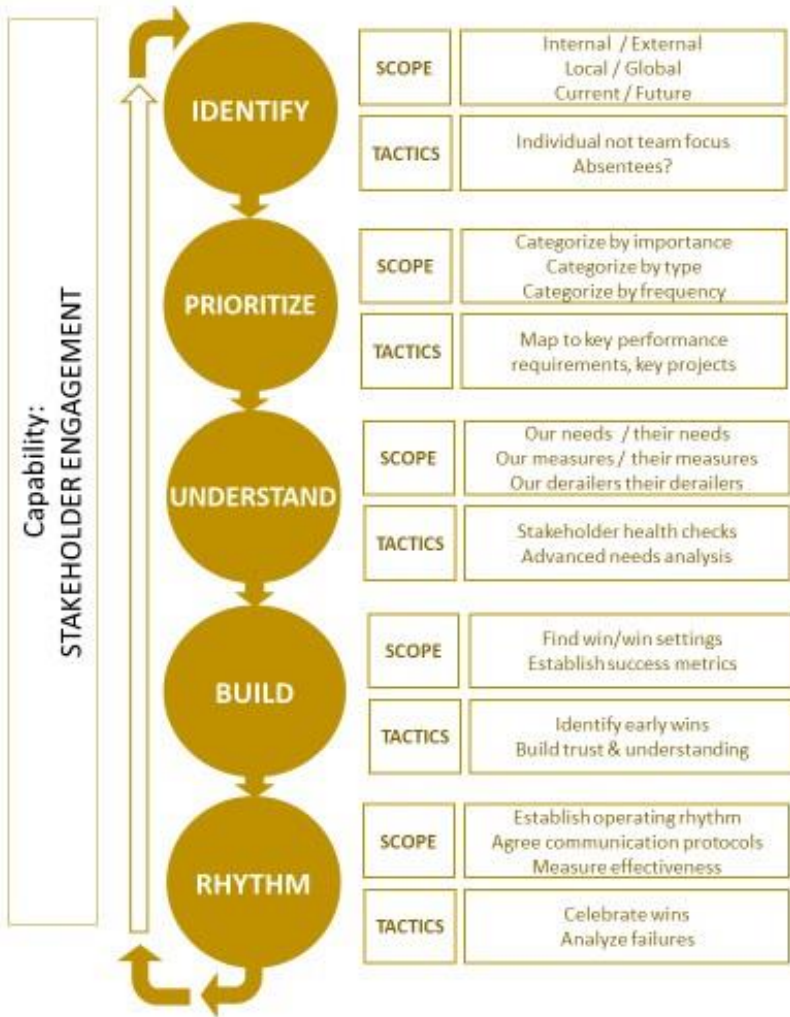 Capability:
STAKEHOLDER ENGAGEMENT
IDENTIFY
SCOPE
Internal / External
Local / Global
Current / Future
TACTICS
Individual not team focus
Absentees?
PRIORITIZE
SCOPE
Categorize by importance
Categorize by type
Categorize by frequency
TACTICS
Map to key performance
requirements, key projects
UNDERSTAND
SCOPE
Our needs / their needs
Our measures / their measures
Our derailers their derailers
TACTICS
Stakeholder health checks
Advanced needs analysis
BUILD
SCOPE
Find win/win settings
Establish success metrics
TACTICS
Identify early wins
Build trust & understanding
RHYTHM
SCOPE
Establish operating rhythm
Agree communication protocols
Measure effectiveness
TACTICS
Celebrate wins
Analyze failures